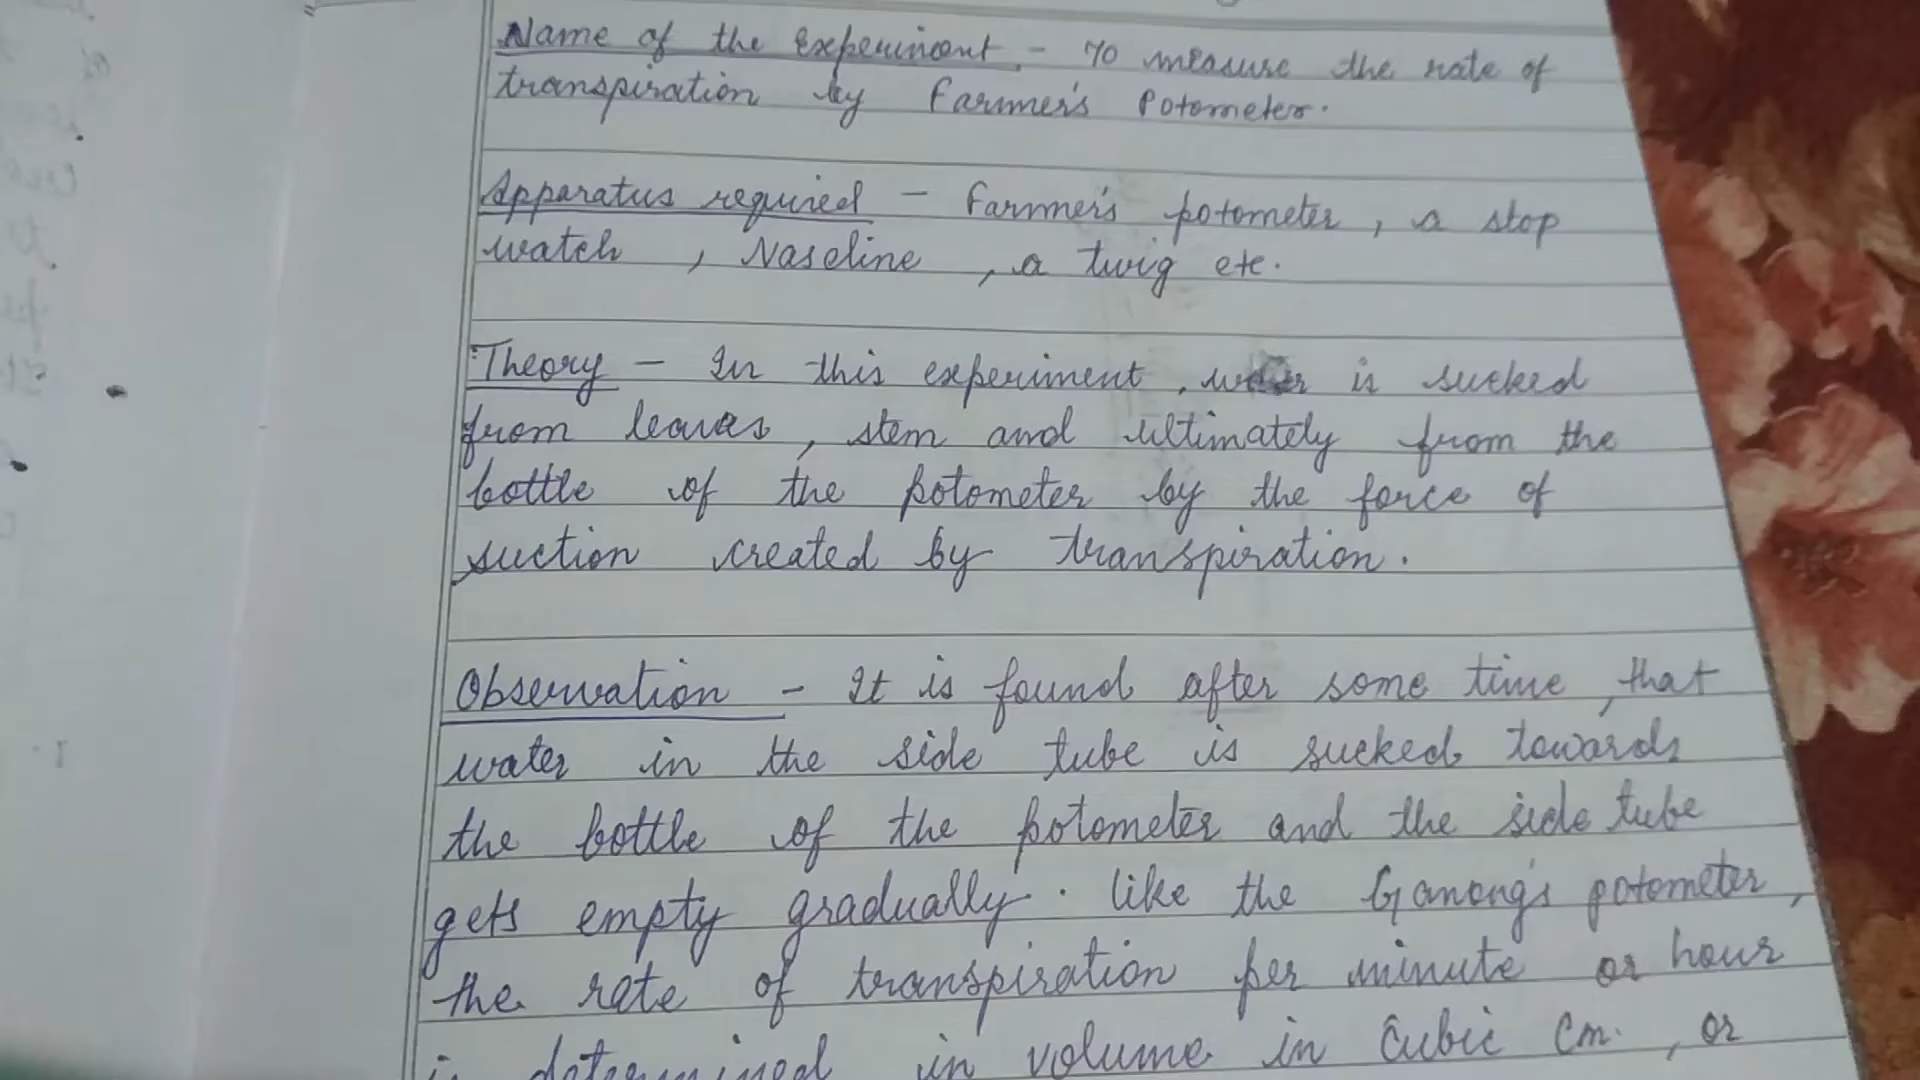 Name of the experiment. - To measure the rate of
transpiration by Farmer's Potometer.
Apparatus required - Farmer's potometer, a stop
watch, Vaseline, a twig etc.
Theory - In this experiment, water is sucked
from leaves, stem and ultimately from the
bottle of the potometer by the force of
suction created by transpiration.
Observation - It is found after some time, that
water in the side tube is sucked towards
the bottle of the potometer and the side tube
gets empty gradually. like the Ganong's potometer,
the rate of transpiration per minute or hour
is determined in volume in Cubic Cm., or